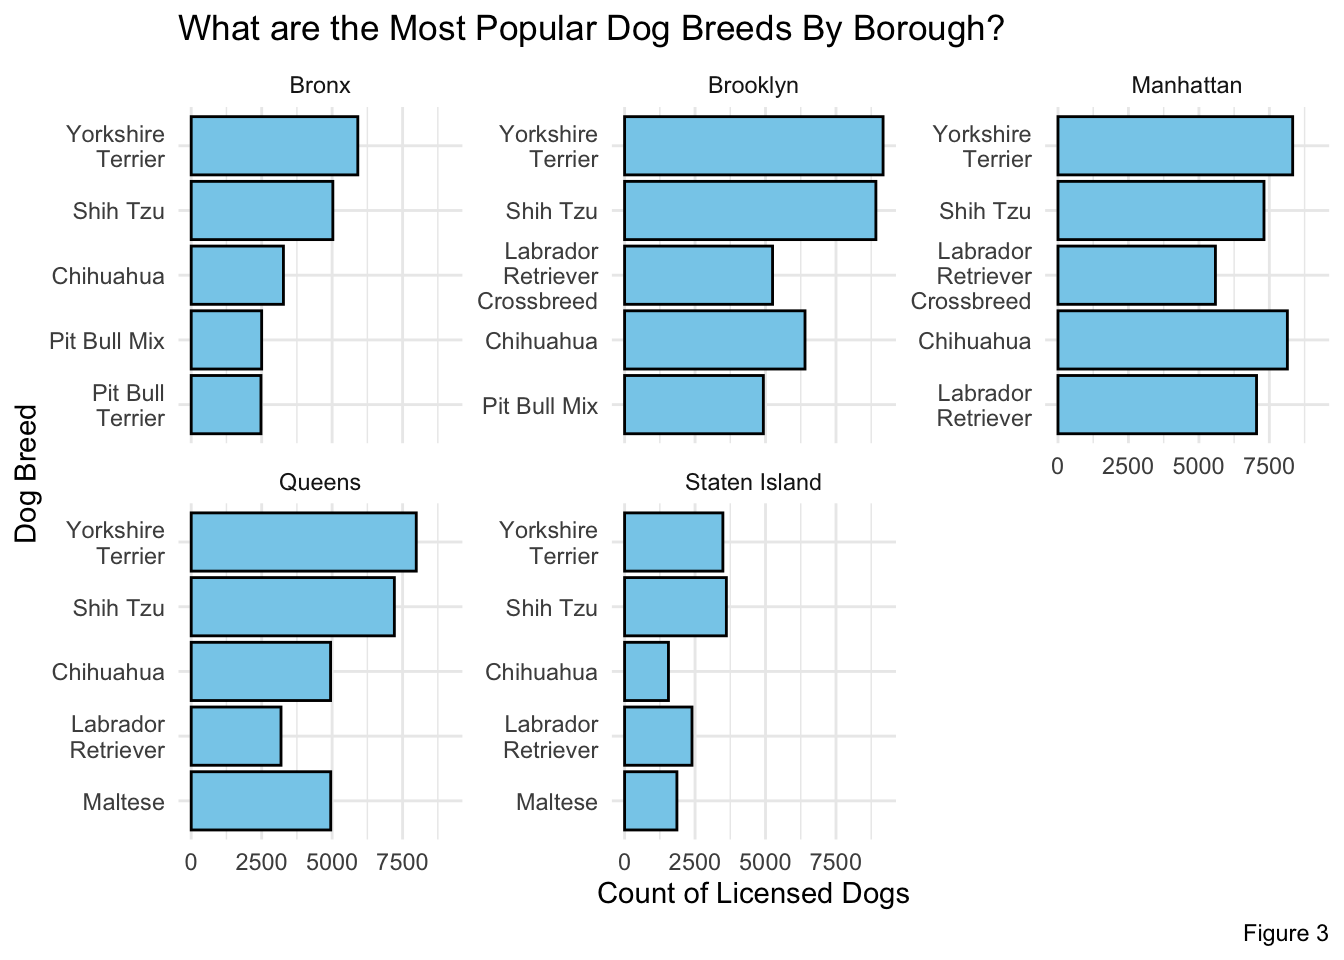 What are the Most Popular Dog Breeds By Borough?
Bronx
Yorkshire
Terrier
Shih Tzu
Chihuahua
Pit Bull Mix
Pit Bull
Terrier
Brooklyn
Yorkshire
Terrier
Shih Tzu
Labrador
Retriever
Crossbreed
Chihuahua
Pit Bull Mix
Manhattan
Yorkshire
Terrier
Shih Tzu
Labrador
Retriever
Crossbreed
Chihuahua
Labrador
Retriever
0 2500 5000 7500
Dog Breed
Queens
Yorkshire
Terrier
Shih Tzu
Chihuahua
Labrador
Retriever
Maltese
0 2500 5000 7500
Staten Island
Yorkshire
Terrier
Shih Tzu
Chihuahua
Labrador
Retriever
Maltese
0 2500 5000 7500
Count of Licensed Dogs
Figure 3